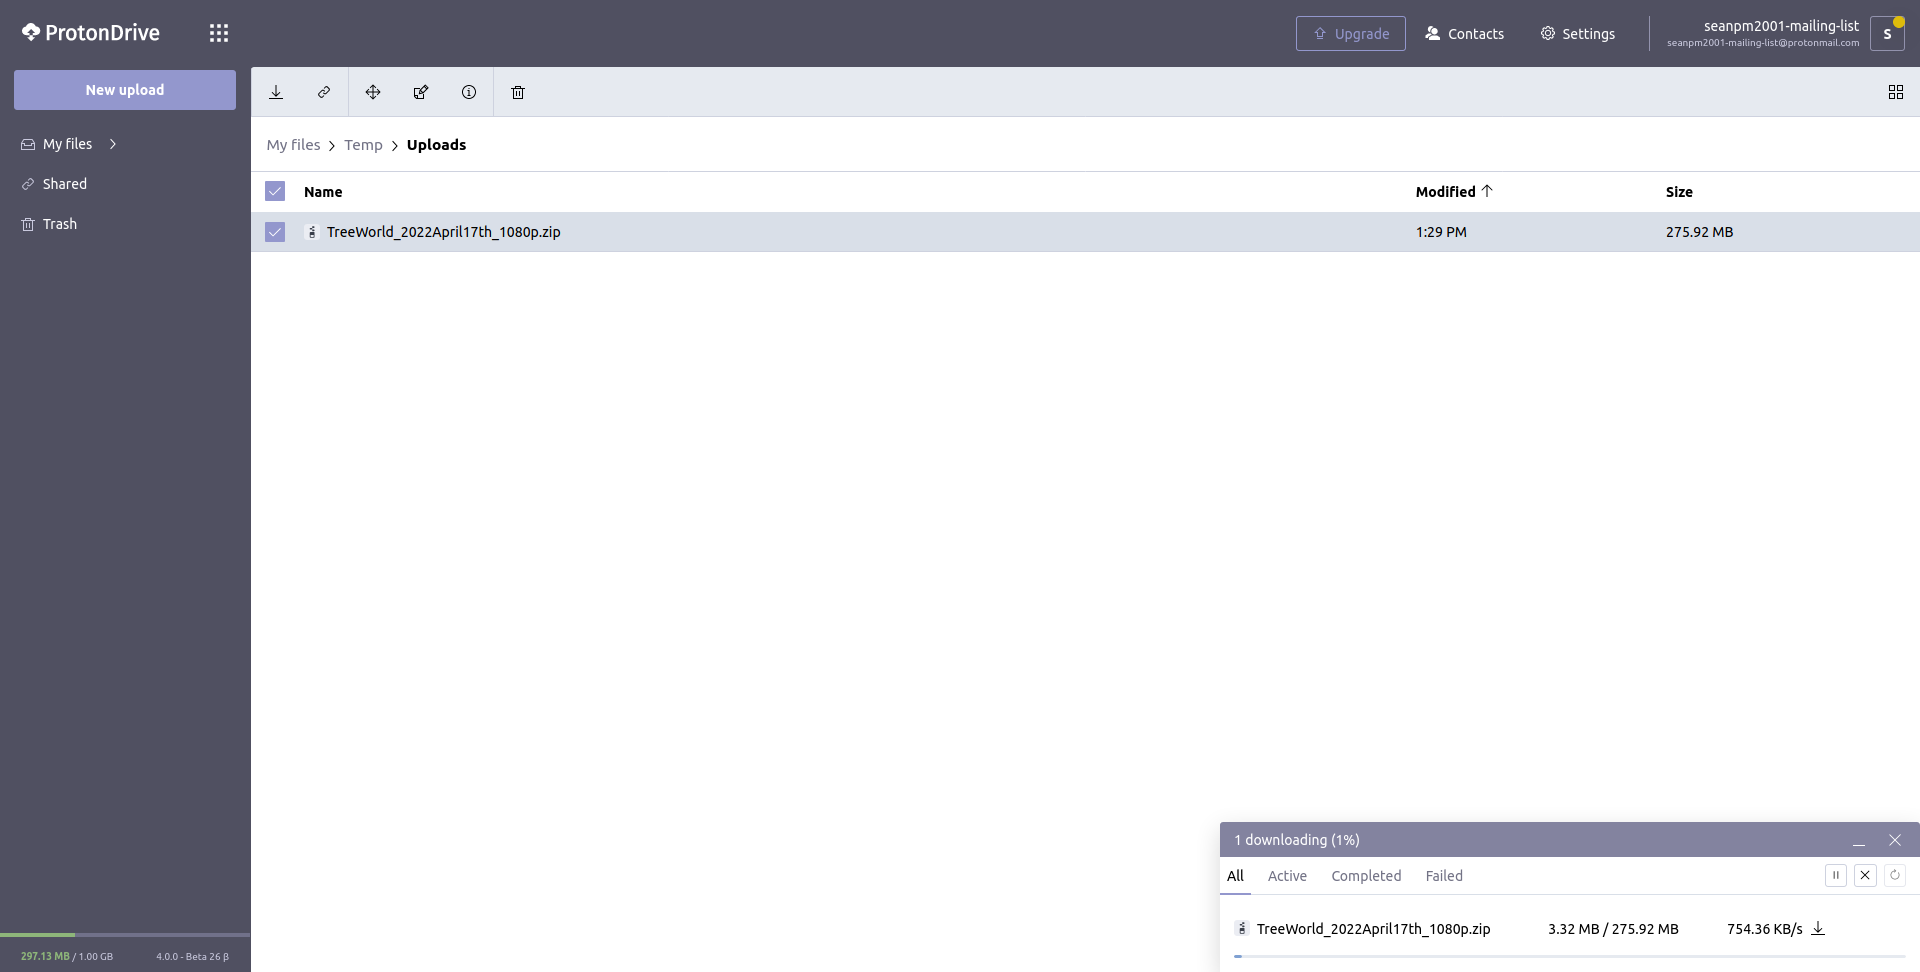 ProtonDrive
Upgrade Contacts Settings
seanpm2001-mailing-list
seanpm2001-mailing-list@protonmail.com
S
New upload
My files
Shared
Trash
My files > Temp > Uploads
Name Modified Size
TreeWorld_2022April17th_1080p.zip 1:29 PM 275.92 MB
1 downloading (1%)
All Active Completed Failed
TreeWorld_2022April17th_1080p.zip 3.32 MB / 275.92 MB 754.36 KB/s
297.13 MB / 1.00 GB 4.0.0 - Beta 26 β